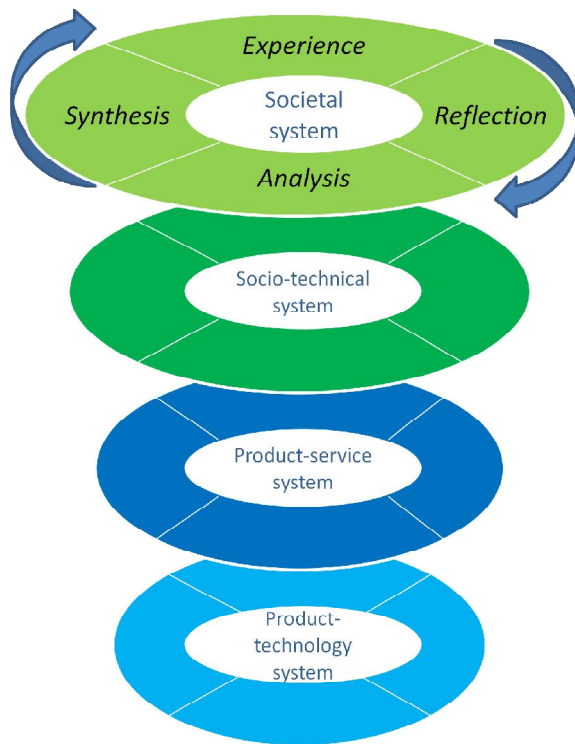 Experience
Synthesis
Societal
system
Reflection
Analysis
Socio-technical
system
Product-service
system
Product-
technology
system